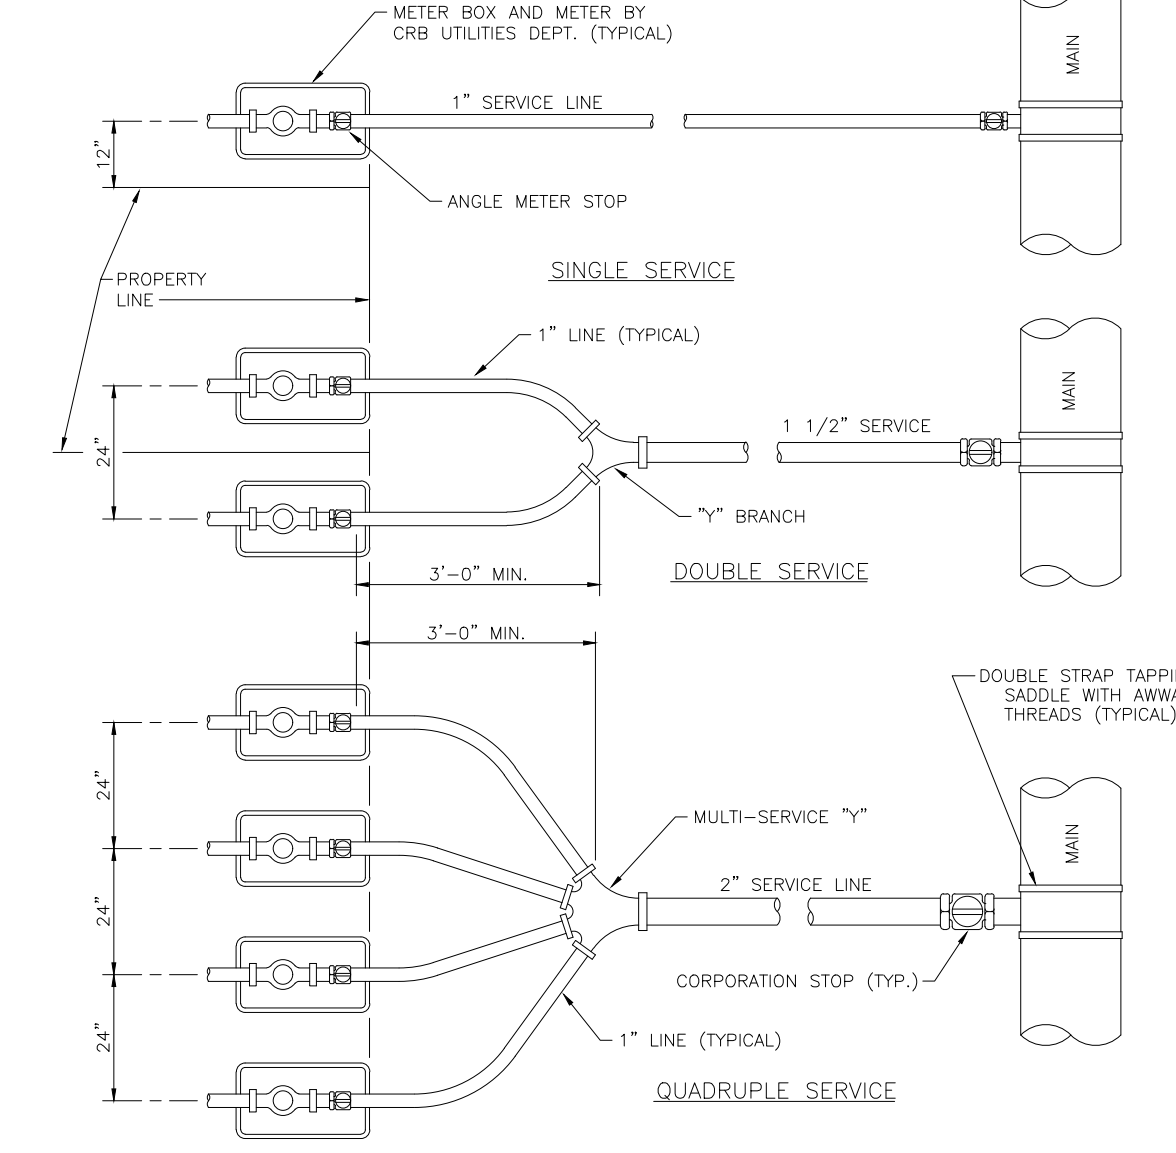 METER BOX AND METER BY
CRB UTILITIES DEPT. (TYPICAL)
MAIN
1" SERVICE LINE
12"
ANGLE METER STOP
SINGLE SERVICE
PROPERTY
LINE
1" LINE (TYPICAL)
MAIN
1 1/2" SERVICE
24"
"Y" BRANCH
3'-0" MIN.
DOUBLE SERVICE
3'-0" MIN.
DOUBLE STRAP TAPPI
SADDLE WITH AWWA
THREADS (TYPICAL)
24"
MULTI-SERVICE "Y"
MAIN
2" SERVICE LINE
24"
CORPORATION STOP (TYP.)
24"
1" LINE (TYPICAL)
QUADRUPLE SERVICE